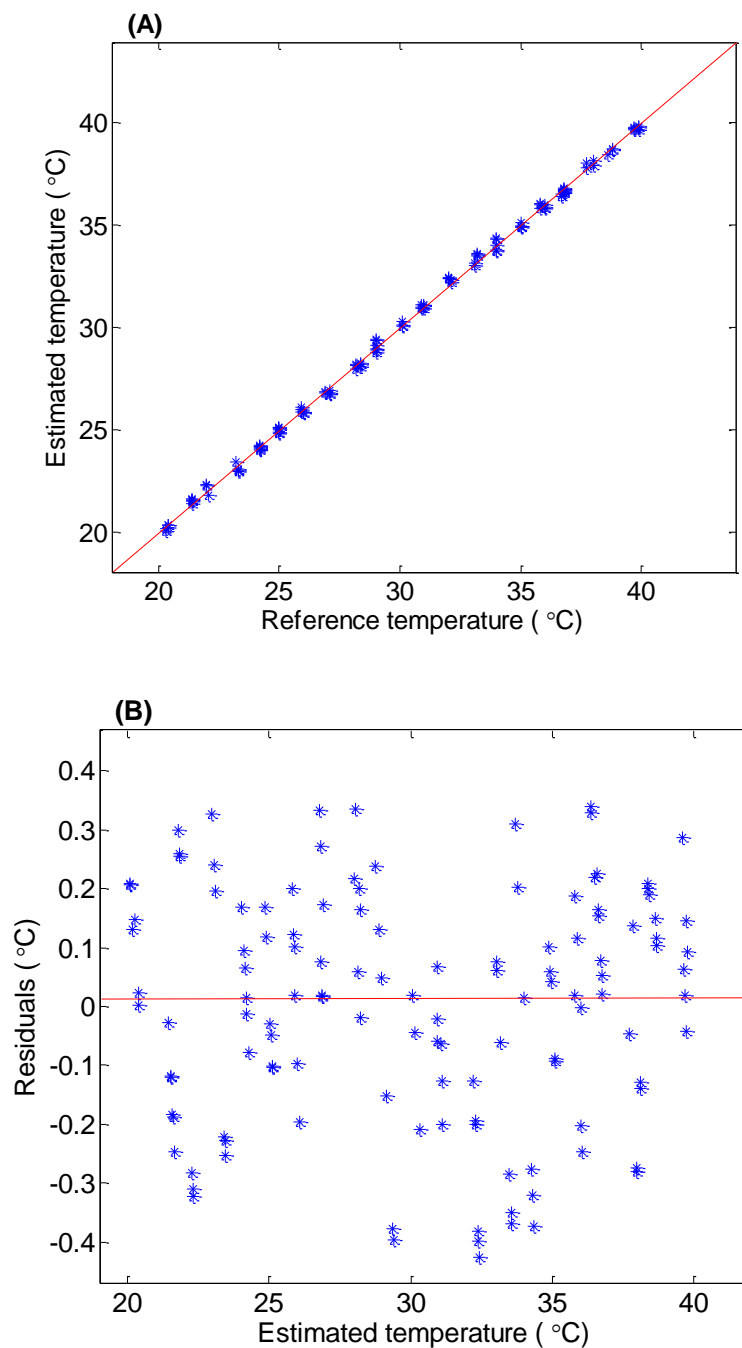 (A)
40
35
30
25
20
Estimated temperature ( °C)
20 25 30 35 40
Reference temperature ( °C)
(B)
0.4
0.3
0.2
0.1
0
-0.1
-0.2
-0.3
-0.4
Residuals ( °C)
20 25 30 35 40
Estimated temperature ( °C)